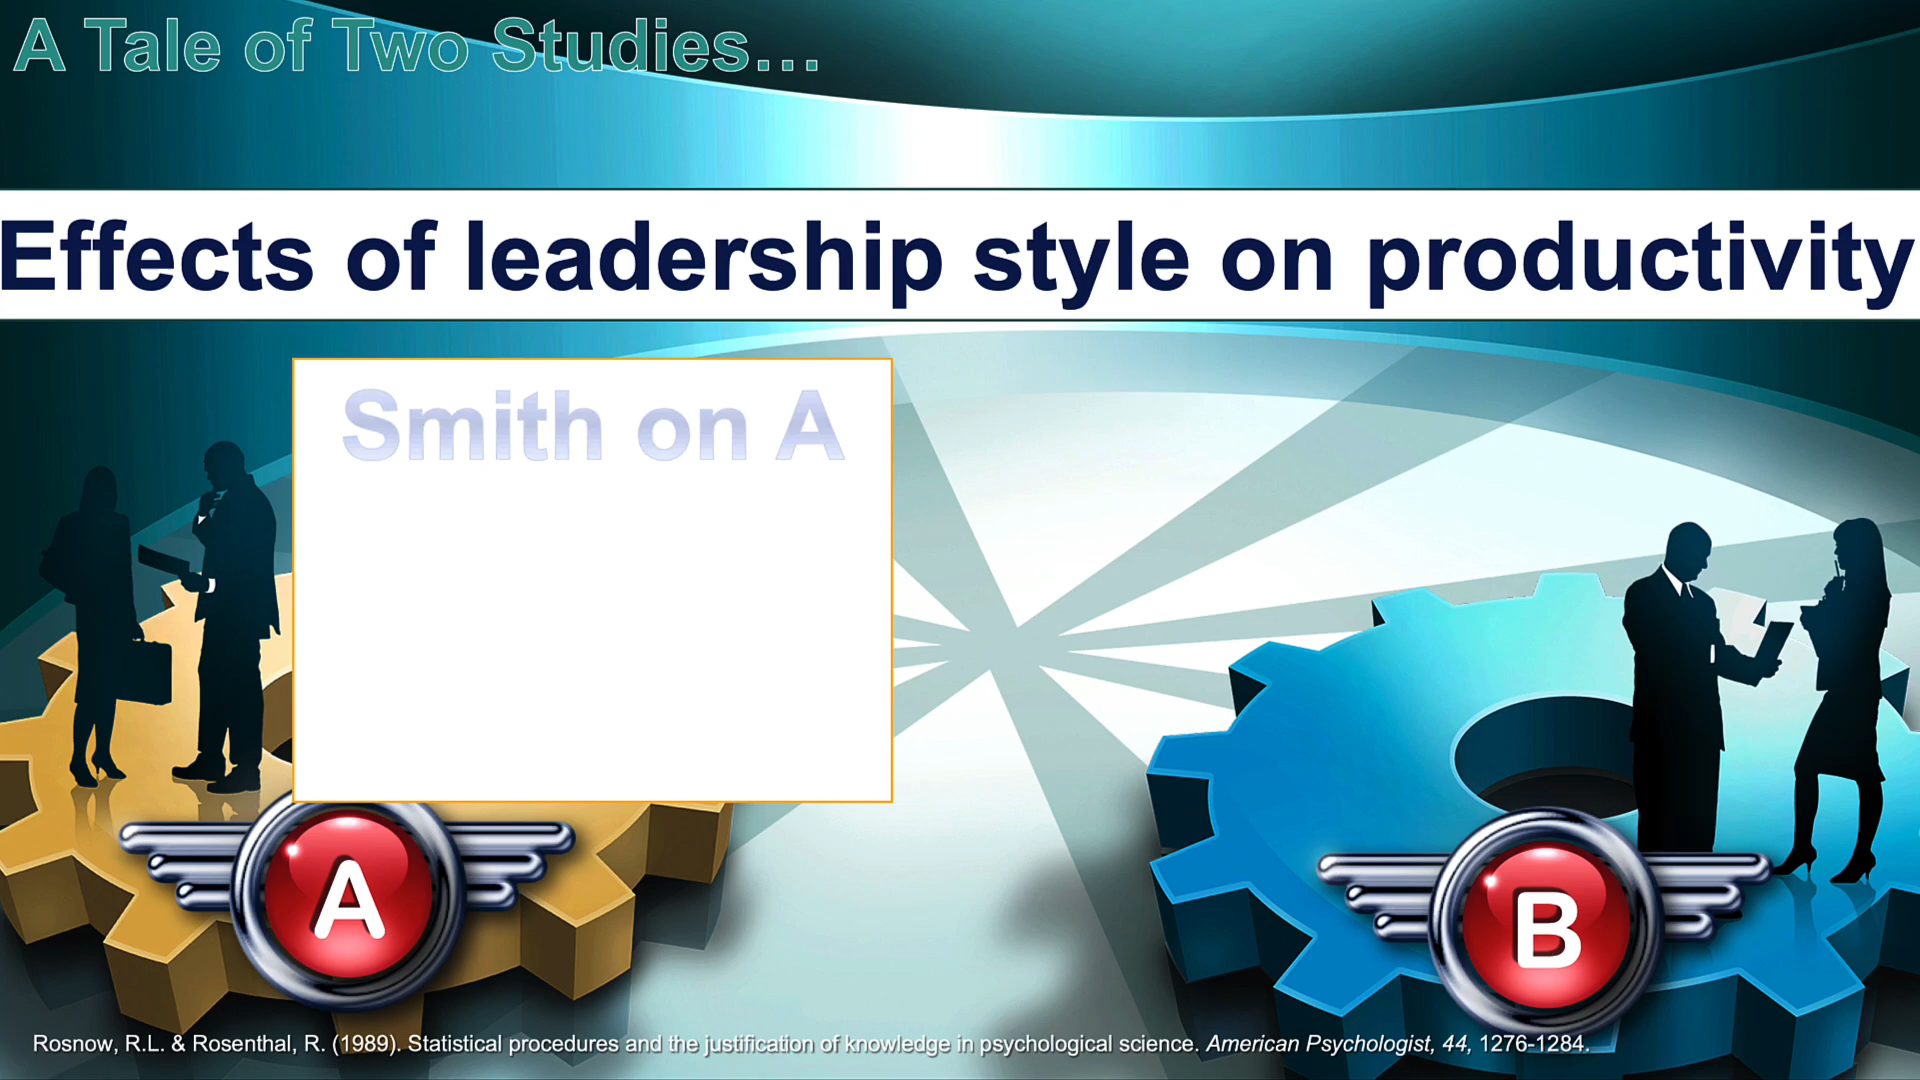 A Tale of Two Studies...
Effects of leadership style on productivity
Smith on A
A
B
Rosnow, R.L. & Rosenthal, R. (1989). Statistical procedures and the justification of knowledge in psychological science. American Psychologist, 44, 1276-1284.